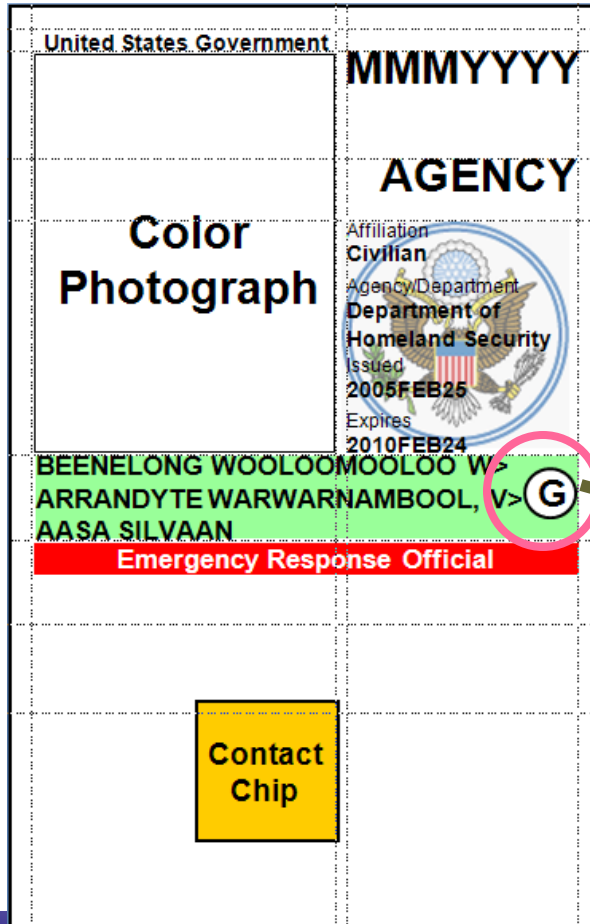 United States Government
MMMYYYY
AGENCY
Color
Photograph
Affiliation
Civilian
Agency/Department
Department of
Homeland Security
Issued
2005FEB25
Expires
2010FEB24
BEENELONG WOOLOOMOOLOO W>
ARRANDYTE WARWARNAMBOOL, V>
AASA SILVAAN
G
Emergency Response Official
Contact
Chip